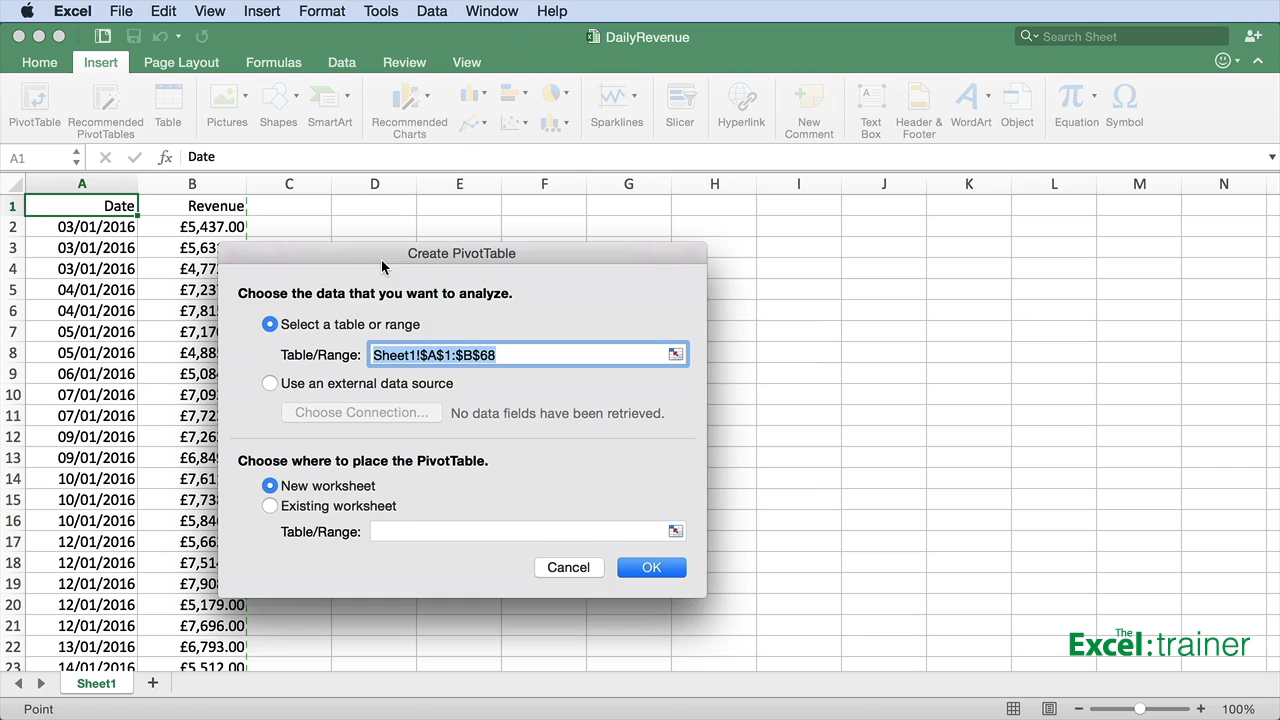 Excel File Edit View Insert Format Tools Data Window Help
DailyRevenue
Search Sheet
Home Insert Page Layout Formulas Data Review View
PivotTable Recommended PivotTables Table Pictures Shapes SmartArt Recommended Charts Sparklines Slicer Hyperlink New Comment Text Box Header & Footer WordArt Object Equation Symbol
A1 fx Date
A B C D E F G H I J K L M N
1 Date Revenue
2 03/01/2016 £5,437.00
3 03/01/2016
4 03/01/2016
5 04/01/2016
6 04/01/2016
7 05/01/2016
8 05/01/2016
9 06/01/2016
10 07/01/2016
11 07/01/2016
12 09/01/2016
13 09/01/2016
14 10/01/2016
15 10/01/2016
16 10/01/2016
17 12/01/2016
18 12/01/2016
19 12/01/2016
20 12/01/2016 £5,179.00
21 12/01/2016 £7,696.00
22 13/01/2016 £6,793.00
23 14/01/2016 £5,512.00
Create PivotTable
Choose the data that you want to analyze.
Select a table or range
Table/Range: Sheet1!$A$1:$B$68
Use an external data source
Choose Connection... No data fields have been retrieved.
Choose where to place the PivotTable.
New worksheet
Existing worksheet
Table/Range:
Cancel OK
The Excel:trainer
Sheet1
Point 100%